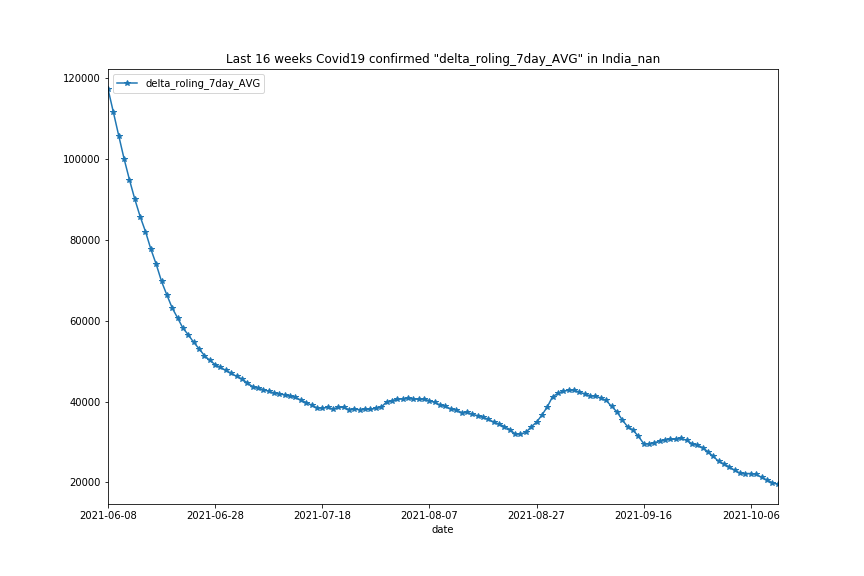 Last 16 weeks Covid19 confirmed "delta_roling_7day_AVG" in India_nan
delta_roling_7day_AVG
120000
100000
80000
60000
40000
20000
2021-06-08 2021-06-28 2021-07-18 2021-08-07 2021-08-27 2021-09-16 2021-10-06
date